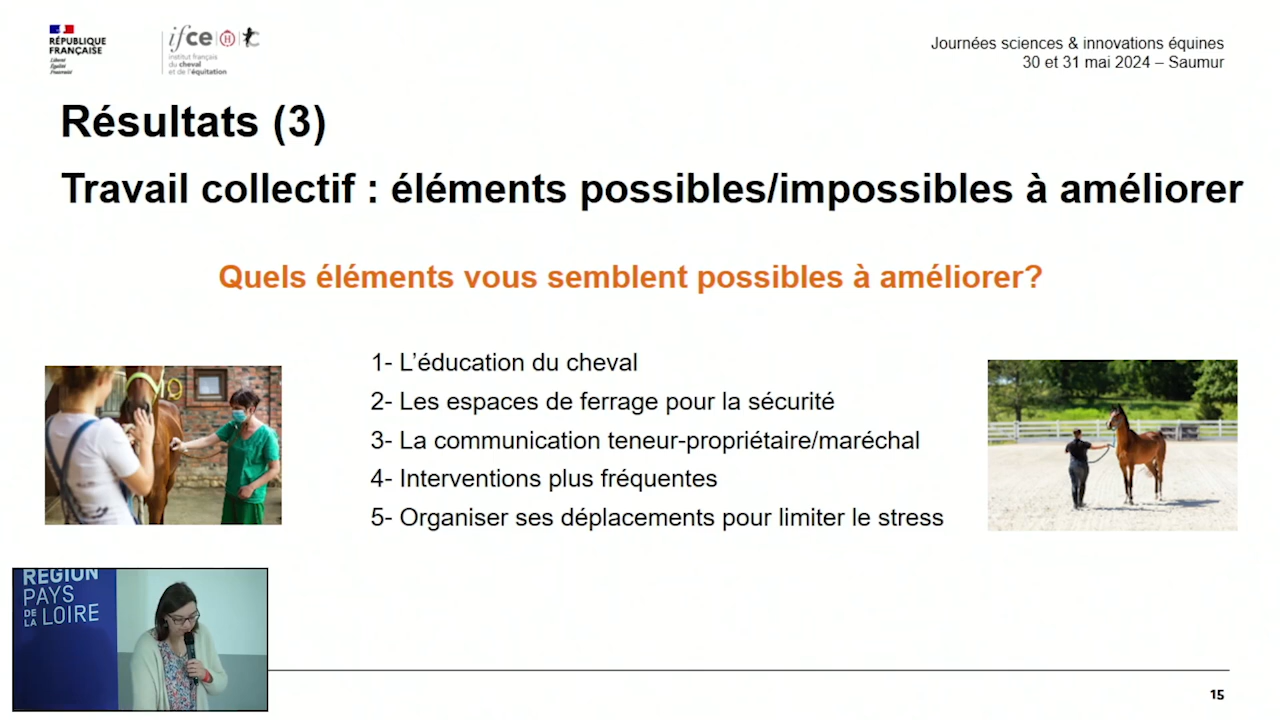 RÉPUBLIQUE
FRANÇAISE
Liberté
Égalité
Fraternité
ifce
institut français
du cheval
et de l'équitation
Journées sciences & innovations équines
30 et 31 mai 2024 – Saumur
Résultats (3)
Travail collectif : éléments possibles/impossibles à améliorer
Quels éléments vous semblent possibles à améliorer?
1- L’éducation du cheval
2- Les espaces de ferrage pour la sécurité
3- La communication teneur-propriétaire/maréchal
4- Interventions plus fréquentes
5- Organiser ses déplacements pour limiter le stress
RÉGION
PAYS
DE LA LOIRE
15